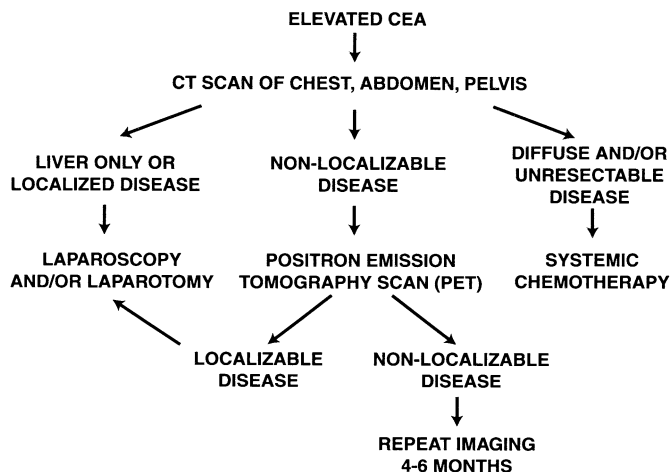 ELEVATED CEA
CT SCAN OF CHEST, ABDOMEN, PELVIS
LIVER ONLY OR
LOCALIZED DISEASE
NON-LOCALIZABLE
DISEASE
DIFFUSE AND/OR
UNRESECTABLE
DISEASE
LAPAROSCOPY
AND/OR LAPAROTOMY
POSITRON EMISSION
TOMOGRAPHY SCAN (PET)
SYSTEMIC
CHEMOTHERAPY
LOCALIZABLE
DISEASE
NON-LOCALIZABLE
DISEASE
REPEAT IMAGING
4-6 MONTHS